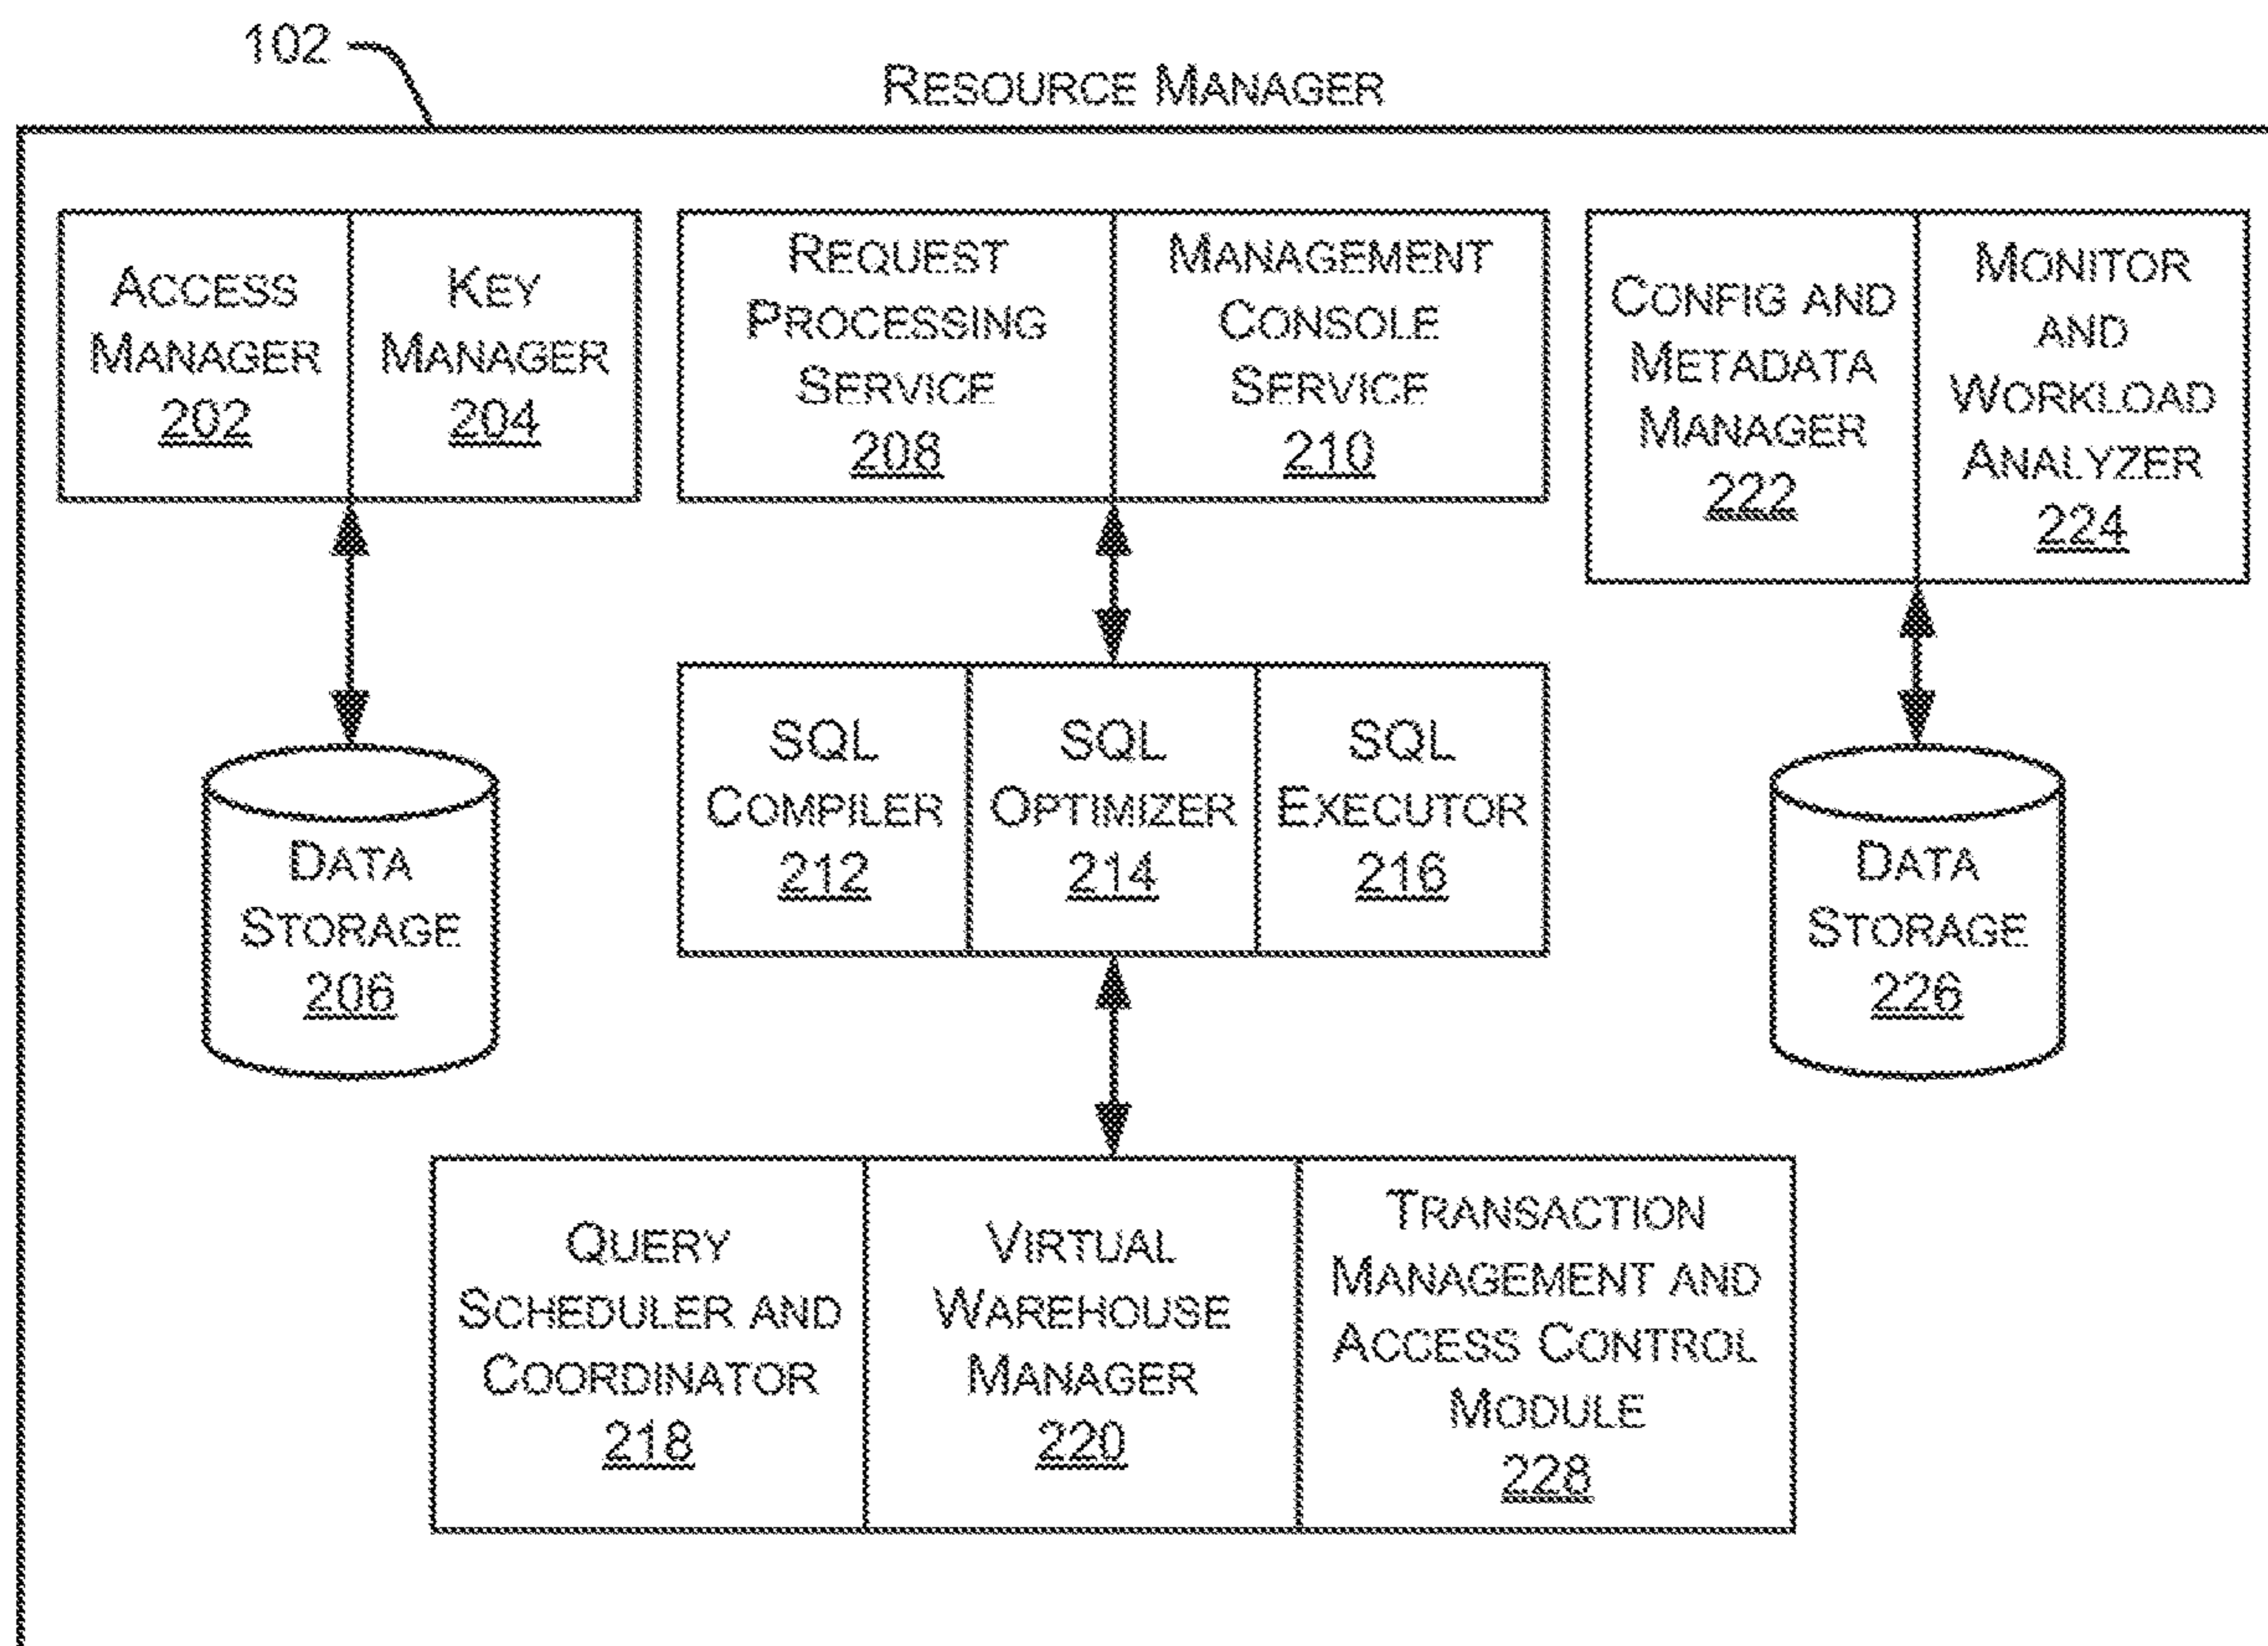 102
RESOURCE MANAGER
ACCESS
MANAGER
202
KEY
MANAGER
204
REQUEST
PROCESSING
SERVICE
208
MANAGEMENT
CONSOLE
SERVICE
210
CONFIG AND
METADATA
MANAGER
222
MONITOR
AND
WORKLOAD
ANALYZER
224
DATA
STORAGE
206
SQL
COMPILER
212
SQL
OPTIMIZER
214
SQL
EXECUTOR
216
DATA
STORAGE
226
QUERY
SCHEDULER AND
COORDINATOR
218
VIRTUAL
WAREHOUSE
MANAGER
220
TRANSACTION
MANAGEMENT AND
ACCESS CONTROL
MODULE
228